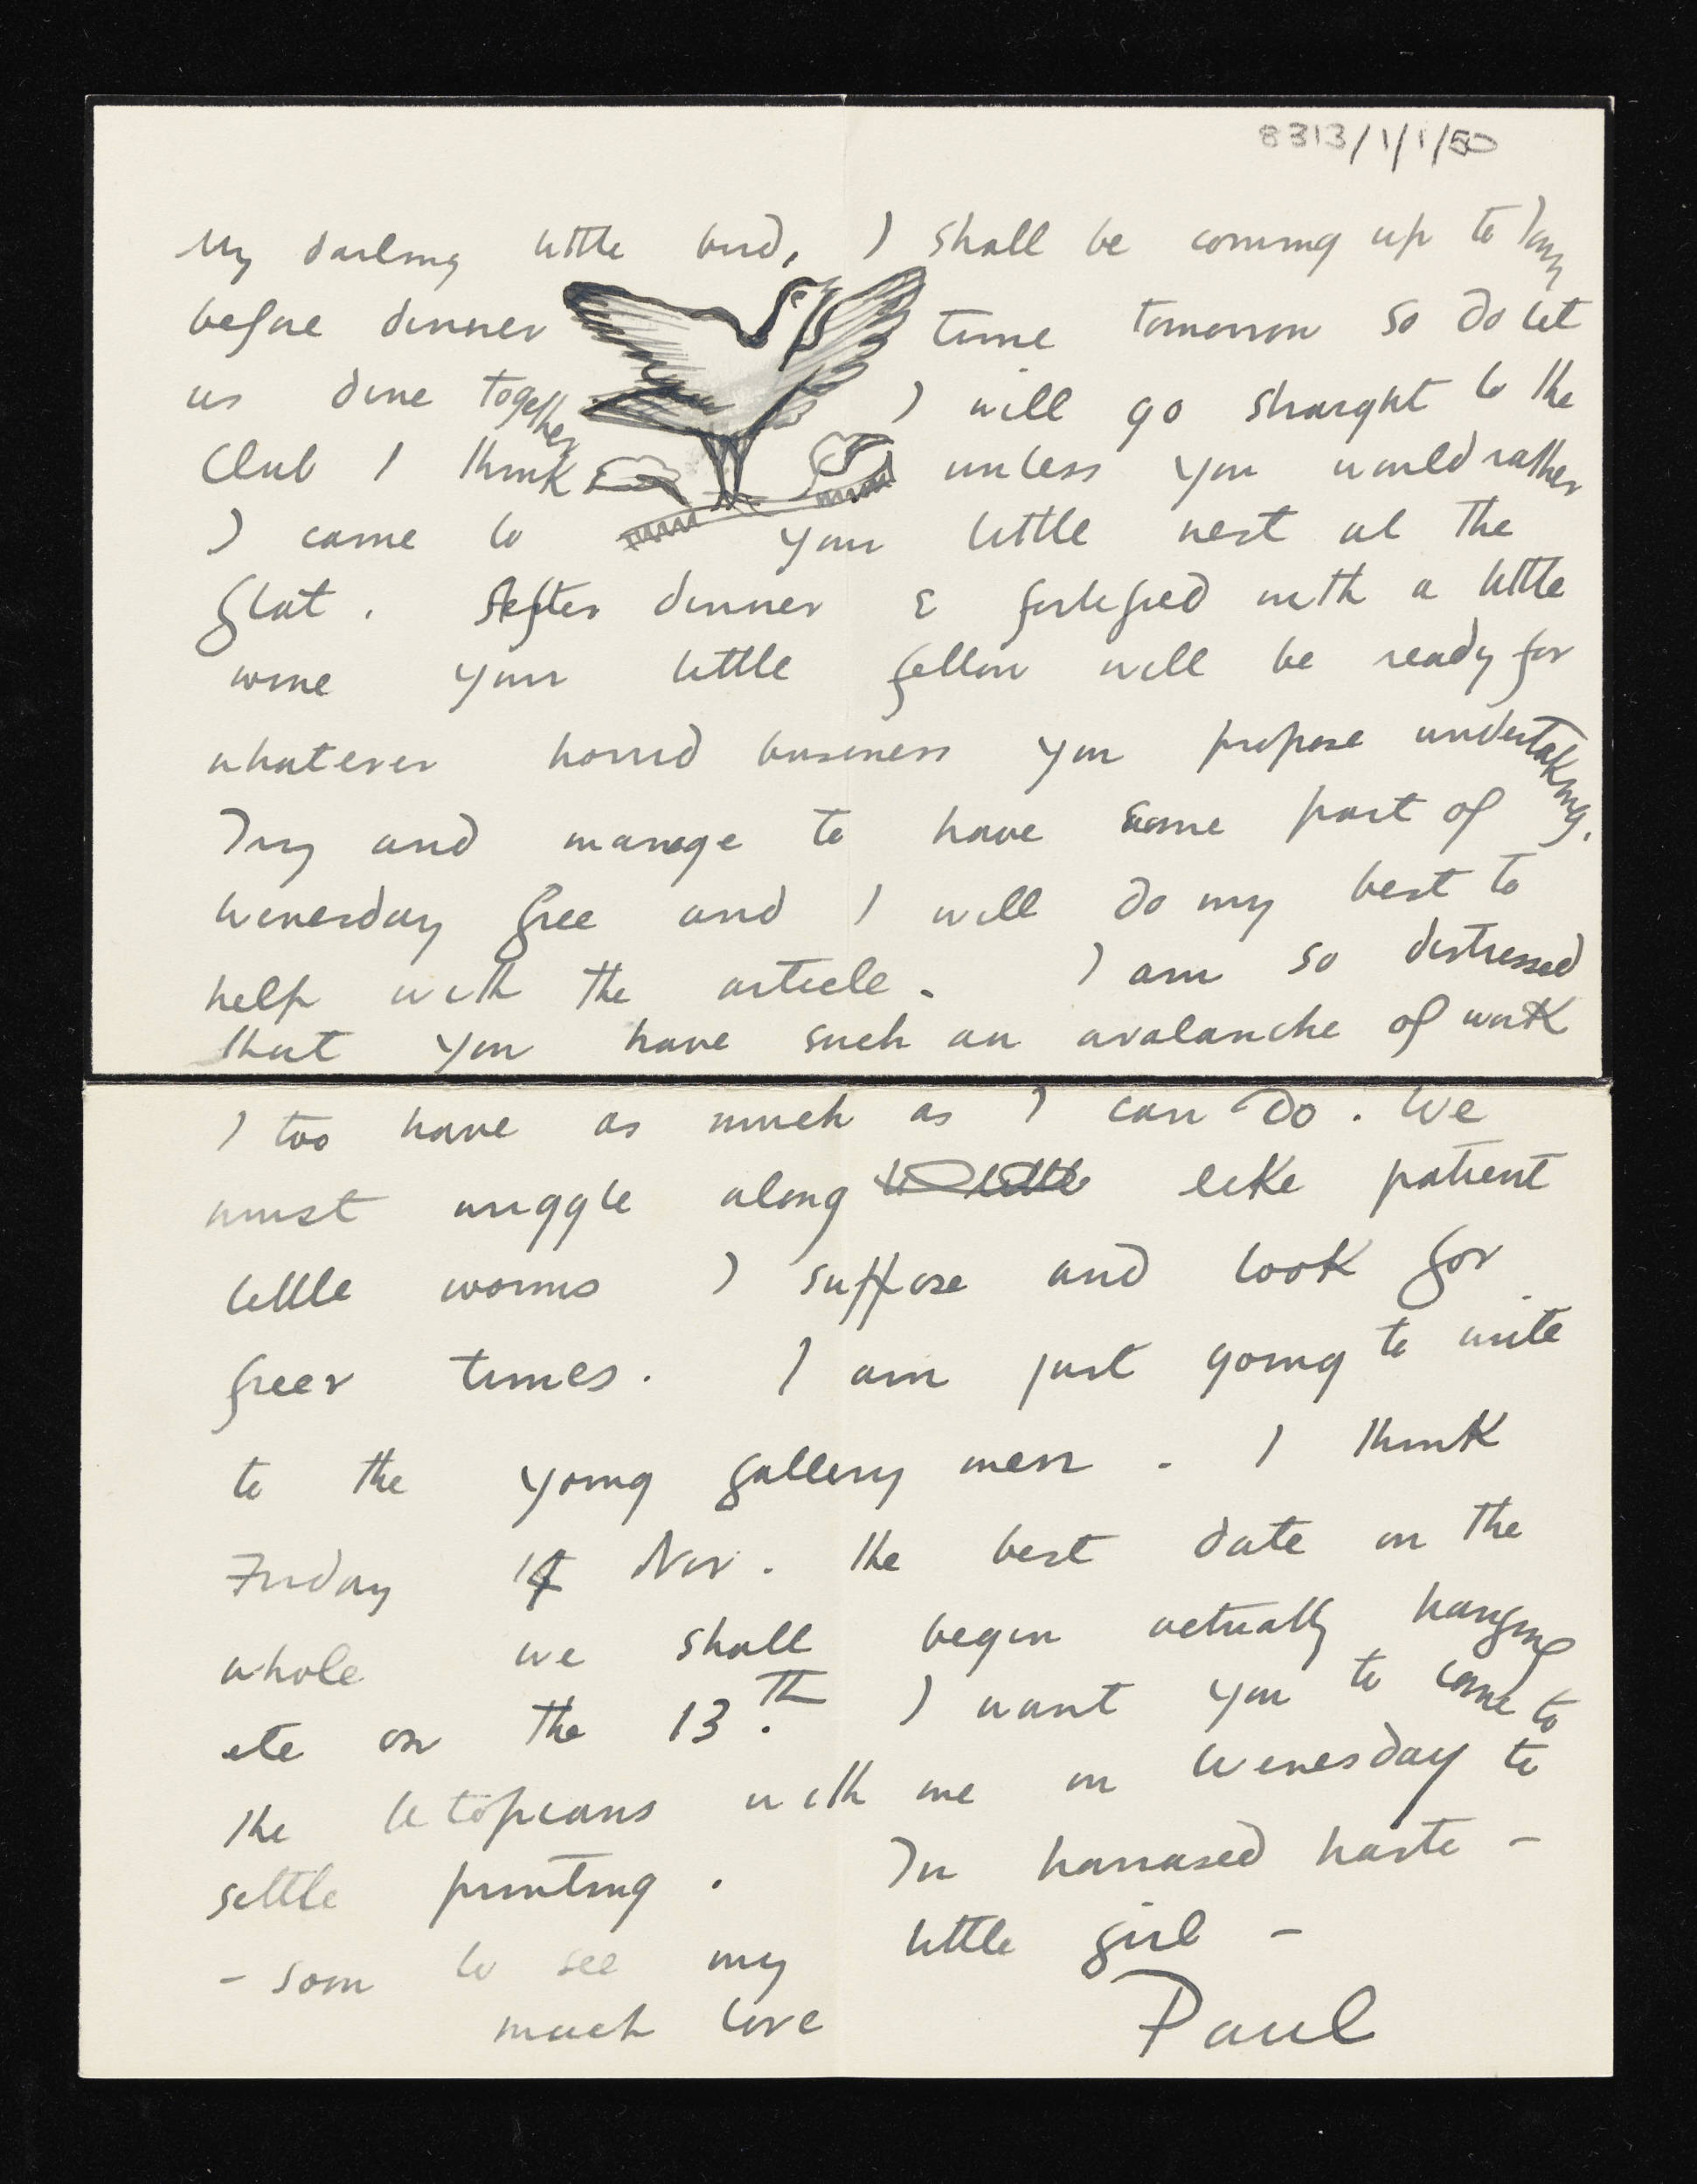 8313/1/1/50
My darling little bird, I shall be coming up to
before dinner time tomorrow so do let
us dine together I will go straight to the
Club I think unless you would rather
I came to your little nest at the
flat. After dinner & fortified with a little
wine your little fellow will be ready for
whatever horrid business you propose undertaking.
Try and manage to have some part of
Wenesday free and I will do my best to
help with the article. I am so distressed
that you have such an avalanche of work
I too have as much as I can do. We
must wriggle along like patient
little worms I suppose and look for
freer times. I am just going to write
to the young gallery men. I think
Friday 14 Nov. the best date on the
whole we shall begin actually hanging
etc on the 13.th I want you to come to
the Utopians with me on Wenesday to
settle printing. In harrased haste –
– soon to see my little girl –
much love Paul